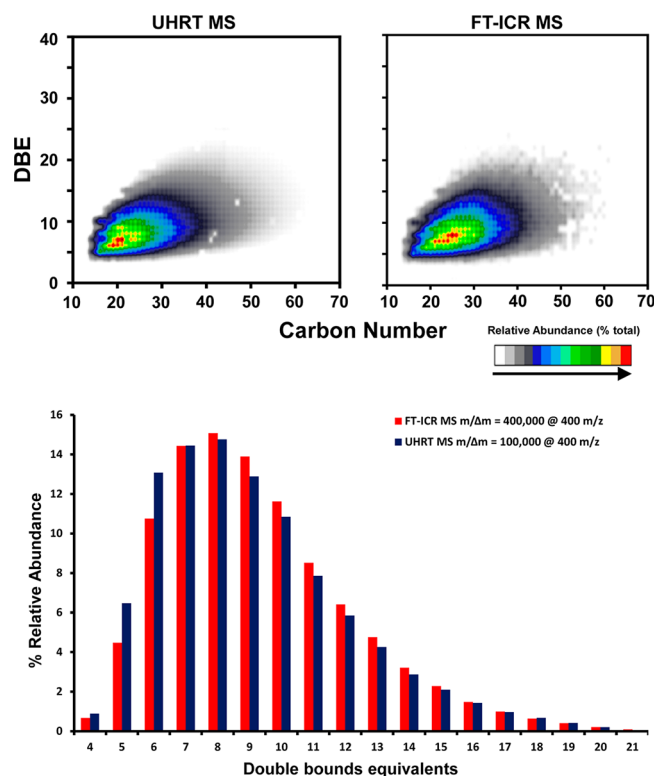 UHRT MS
FT-ICR MS
DBE
40
30
20
10
0
10 20 30 40 50 60 70
10 20 30 40 50 60 70
Carbon Number
Relative Abundance (% total)
FT-ICR MS m/Δm = 400,000 @ 400 m/z
UHRT MS m/Δm = 100,000 @ 400 m/z
% Relative Abundance
16
14
12
10
8
6
4
2
0
4 5 6 7 8 9 10 11 12 13 14 15 16 17 18 19 20 21
Double bounds equivalents